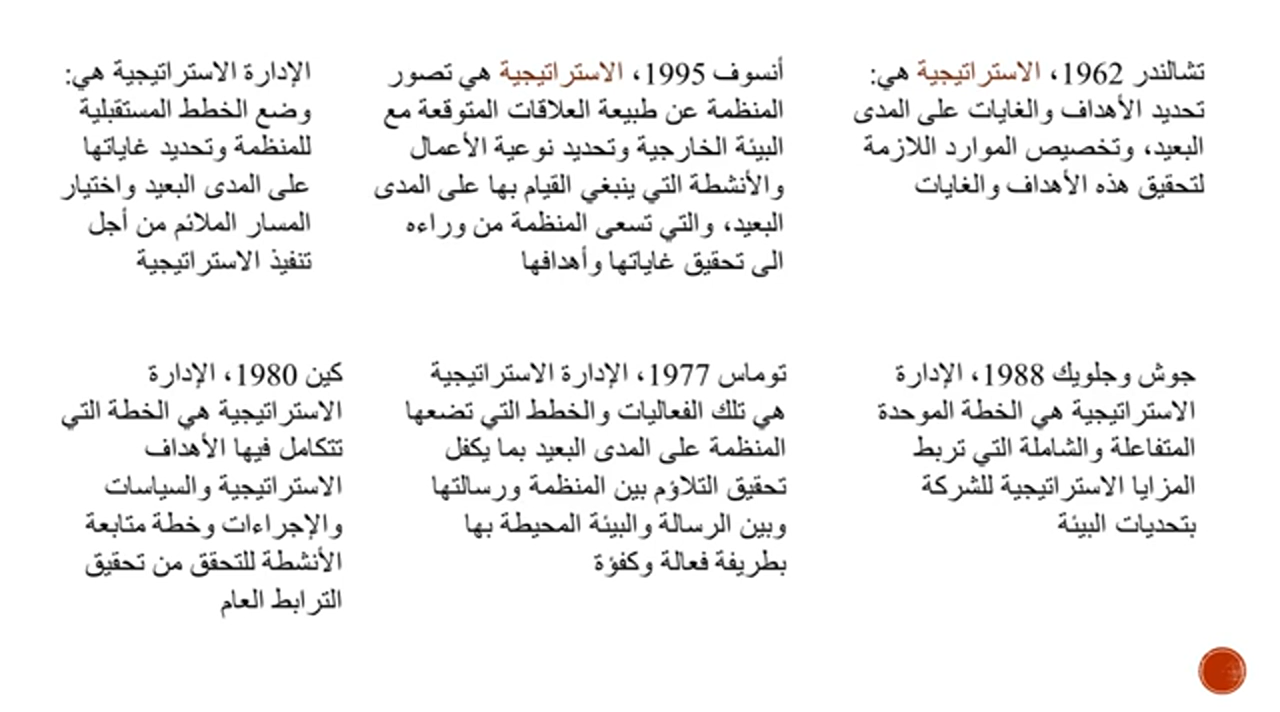 تشالندر 1962، الاستراتيجية هي:
تحديد الأهداف والغايات على المدى
البعيد، وتخصيص الموارد اللازمة
لتحقيق هذه الأهداف والغايات
أنسوف 1995، الاستراتيجية هي تصور
المنظمة عن طبيعة العلاقات المتوقعة مع
البيئة الخارجية وتحديد نوعية الأعمال
والأنشطة التي ينبغي القيام بها على المدى
البعيد، والتي تسعى المنظمة من وراءه
الى تحقيق غاياتها وأهدافها
الإدارة الاستراتيجية هي:
وضع الخطط المستقبلية
للمنظمة وتحديد غاياتها
على المدى البعيد واختيار
المسار الملائم من أجل
تنفيذ الاستراتيجية
جوش وجلويك 1988، الإدارة
الاستراتيجية هي الخطة الموحدة
المتفاعلة والشاملة التي تربط
المزايا الاستراتيجية للشركة
بتحديات البيئة
توماس 1977، الإدارة الاستراتيجية
هي تلك الفعاليات والخطط التي تضعها
المنظمة على المدى البعيد بما يكفل
تحقيق التلاؤم بين المنظمة ورسالتها
وبين الرسالة والبيئة المحيطة بها
بطريفة فعالة وكفؤة
كين 1980، الإدارة
الاستراتيجية هي الخطة التي
تتكامل فيها الأهداف
الاستراتيجية والسياسات
والإجراءات وخطة متابعة
الأنشطة للتحقق من تحقيق
الترابط العام